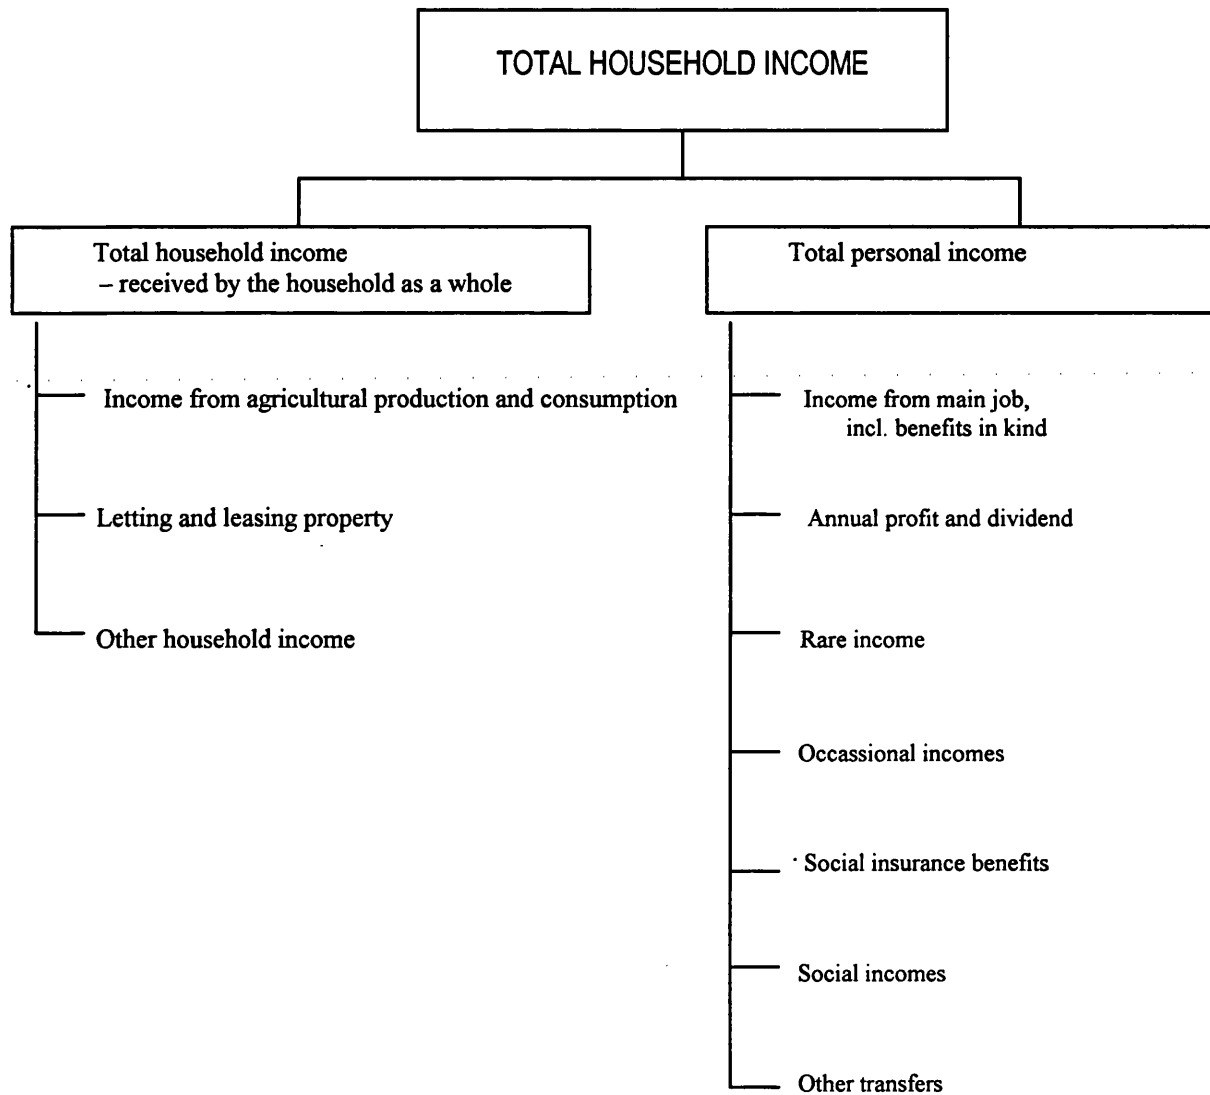 TOTAL HOUSEHOLD INCOME
Total household income
– received by the household as a whole
Income from agricultural production and consumption
Letting and leasing property
Other household income
Total personal income
Income from main job,
incl. benefits in kind
Annual profit and dividend
Rare income
Occassional incomes
Social insurance benefits
Social incomes
Other transfers